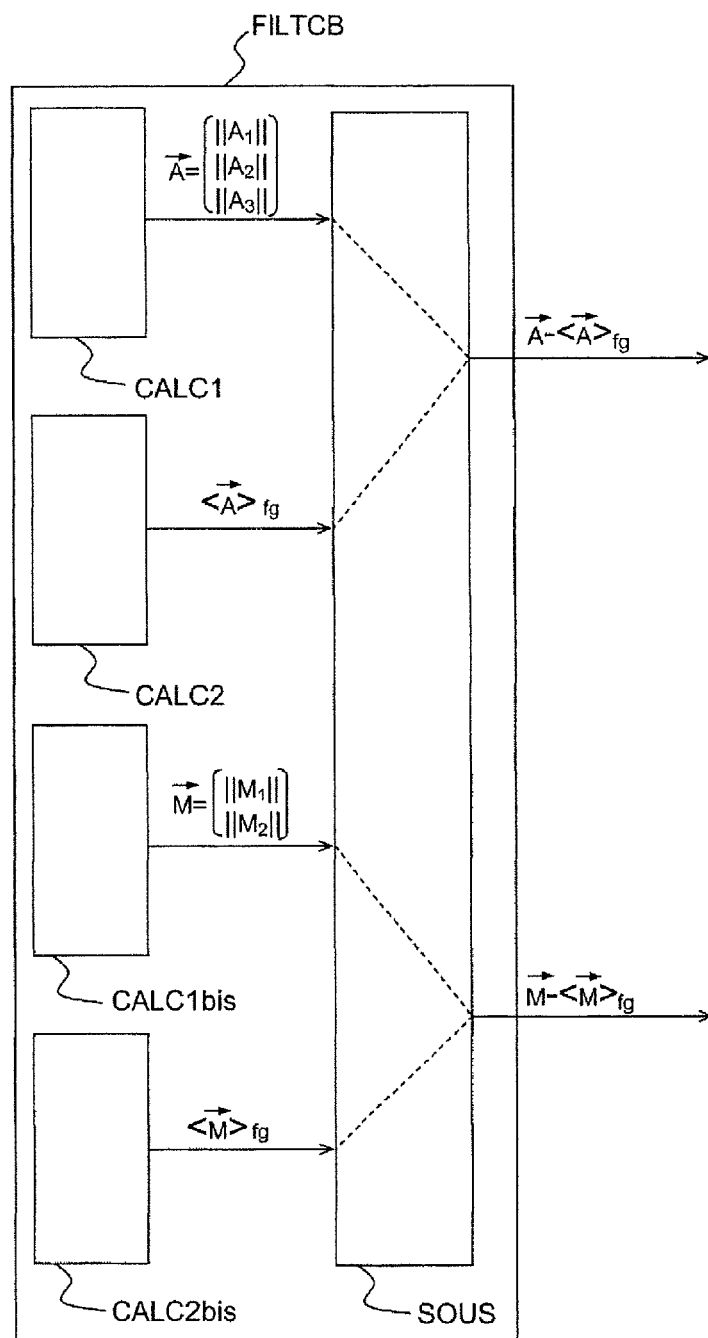 FILTCB
A⃗= ||A₁||
||A₂||
||A₃||
A⃗-<A⃗>fg
CALC1
<A⃗>fg
CALC2
M⃗= ||M₁||
||M₂||
CALC1bis
M⃗-<M⃗>fg
<M⃗>fg
CALC2bis
SOUS